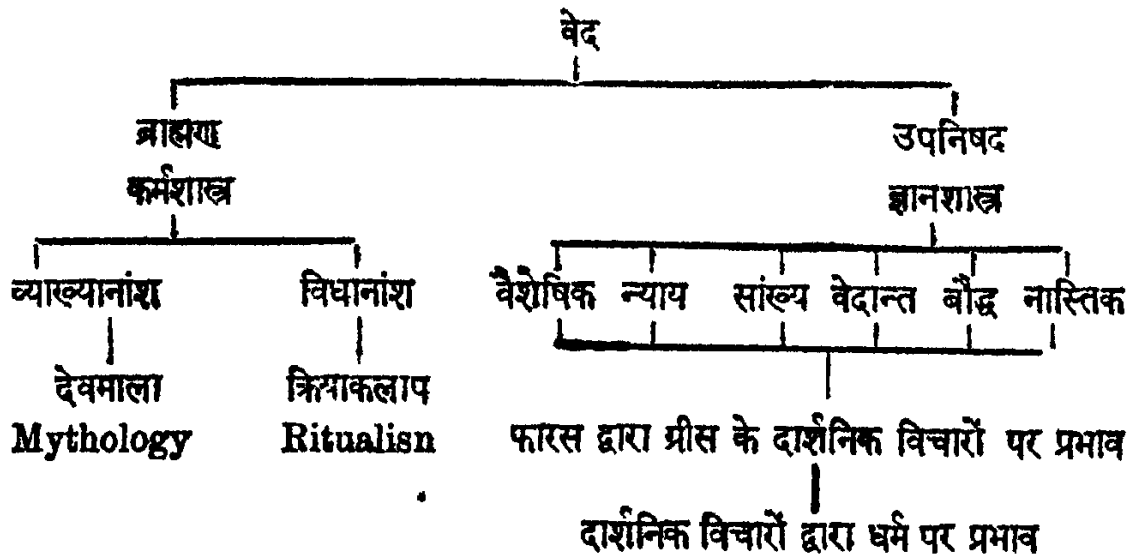 वेद
ब्राह्मण उपनिषद
कर्मशास्त्र ज्ञानशास्त्र
व्याख्यानांश विधानांश वैशेषिक न्याय सांख्य वेदान्त बौद्ध नास्तिक
देवमाला क्रियाकलाप
Mythology Ritualisn फारस द्वारा ग्रीस के दार्शनिक विचारों पर प्रभाव
दार्शनिक विचारों द्वारा धर्म पर प्रभाव